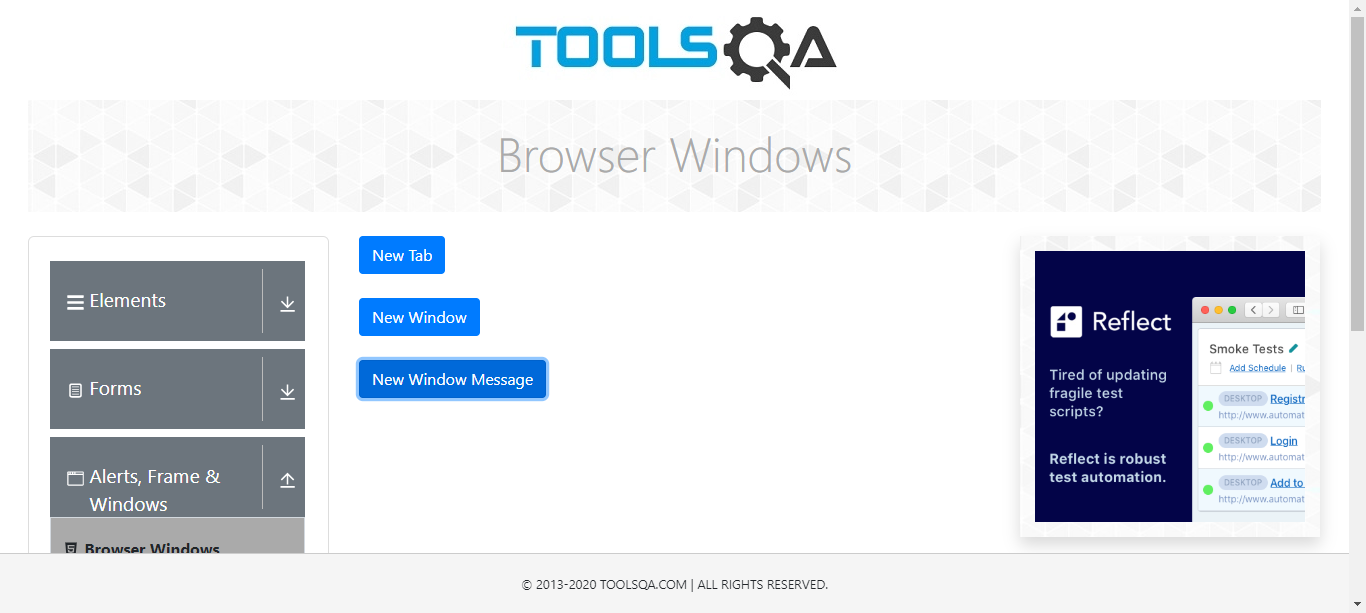 TOOLSQA
Browser Windows
Elements
Forms
Alerts, Frame &
Windows
Browser Windows
New Tab
New Window
New Window Message
Reflect
Tired of updating
fragile test
scripts?
Reflect is robust
test automation.
Smoke Tests
Add Schedule | Ru
DESKTOP Registr
http://www.automat
DESKTOP Login
http://www.automat
DESKTOP Add to
http://www.automat
© 2013-2020 TOOLSQA.COM | ALL RIGHTS RESERVED.